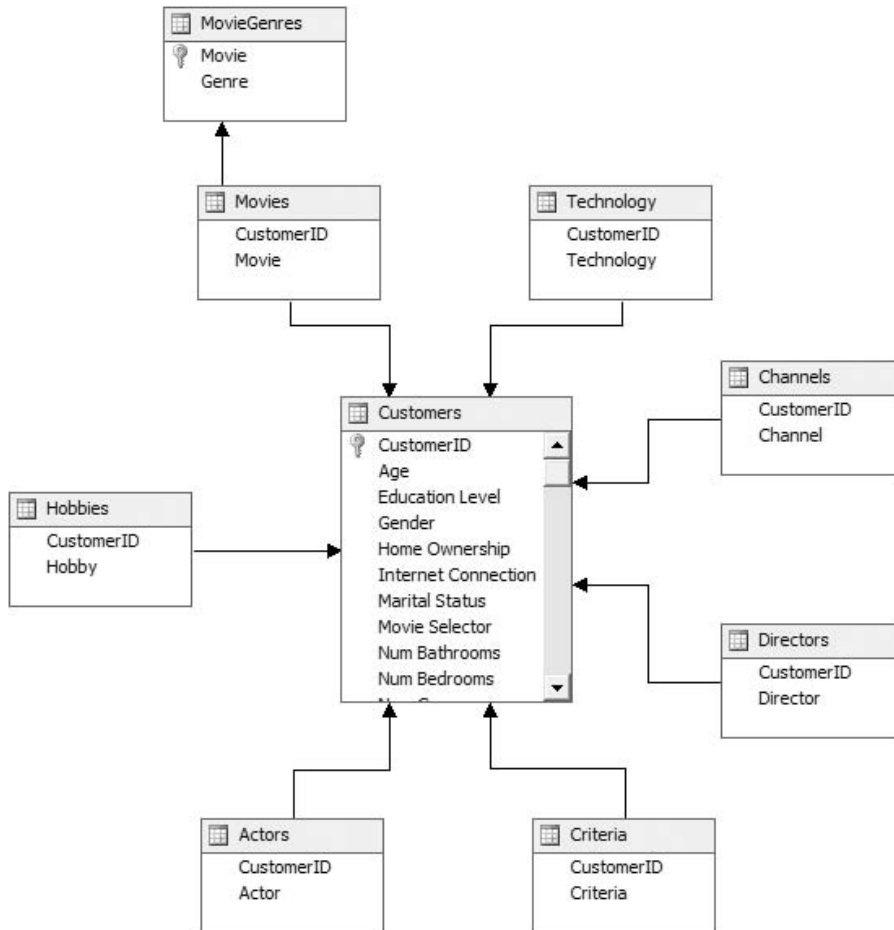 MovieGenres
Movie
Genre
Movies
CustomerID
Movie
Technology
CustomerID
Technology
Customers
CustomerID
Age
Education Level
Gender
Home Ownership
Internet Connection
Marital Status
Movie Selector
Num Bathrooms
Num Bedrooms
Channels
CustomerID
Channel
Hobbies
CustomerID
Hobby
Directors
CustomerID
Director
Actors
CustomerID
Actor
Criteria
CustomerID
Criteria